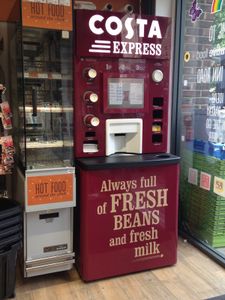 COSTA
EXPRESS
HOT FOOD
HOT FOOD
Always full
of FRESH
BEANS
and fresh
milk